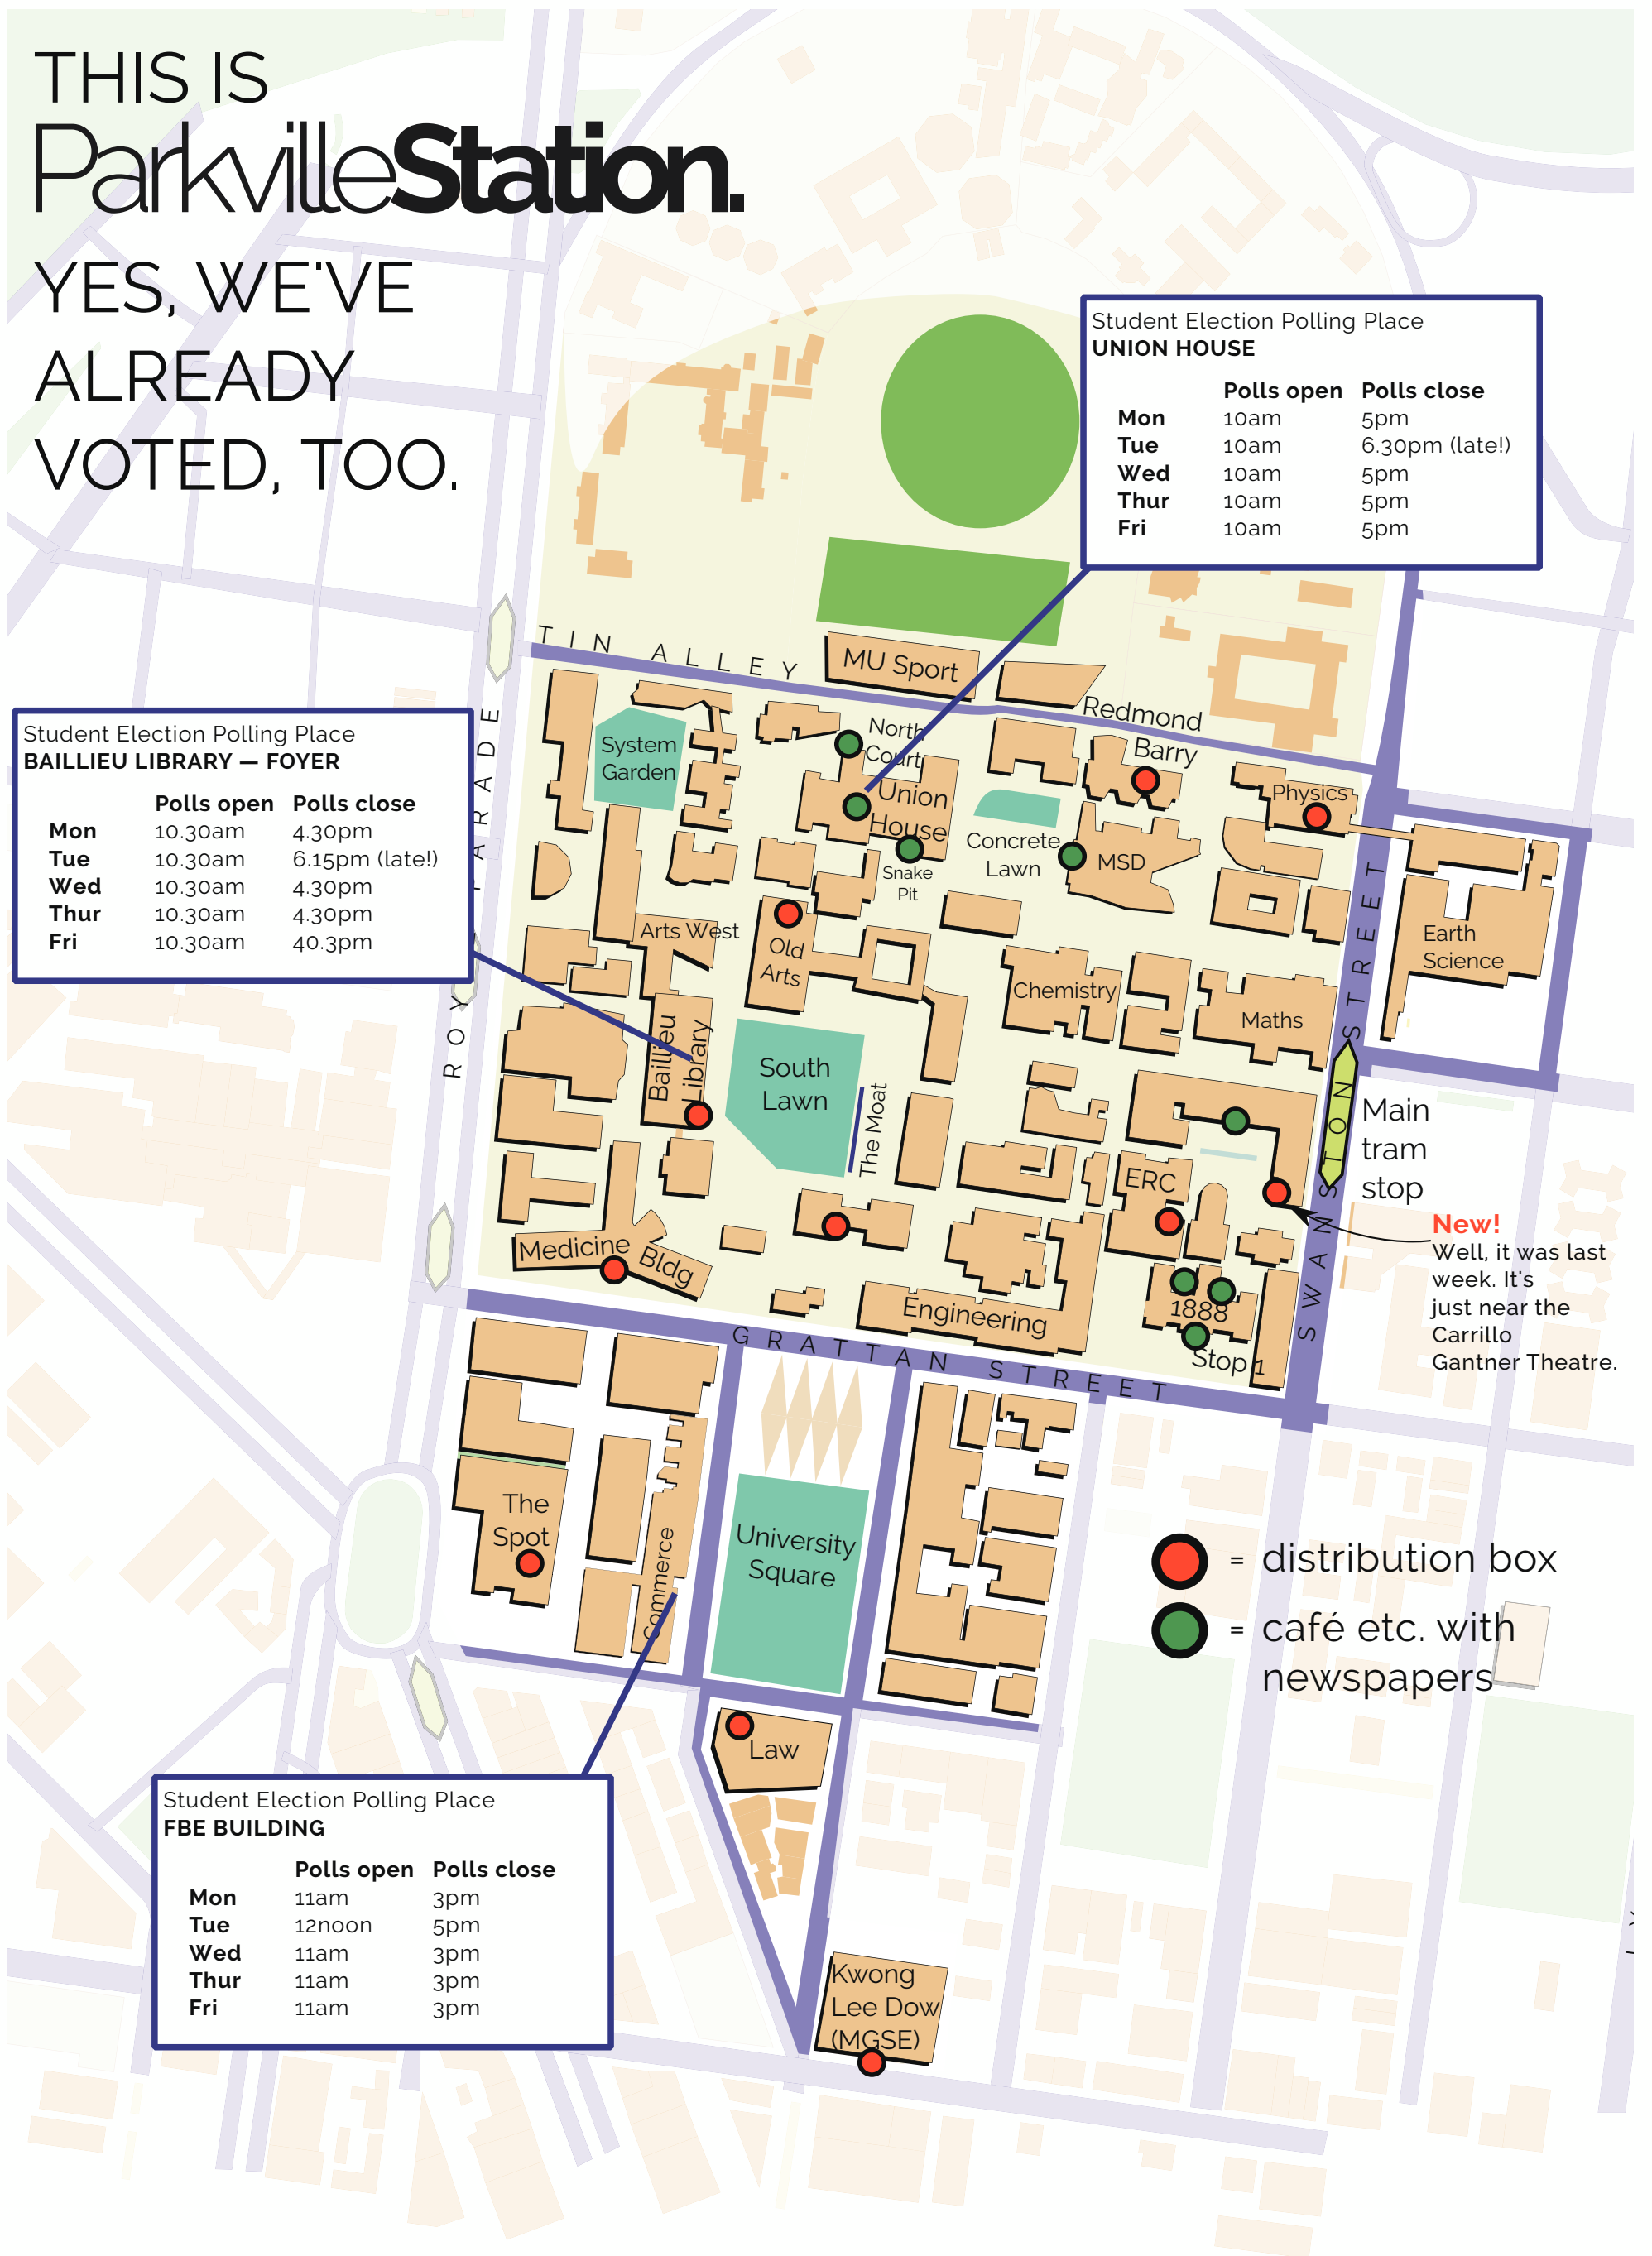 THIS IS
ParkvilleStation.
YES, WE'VE
ALREADY
VOTED, TOO.
Student Election Polling Place
UNION HOUSE
Polls open Polls close
Mon 10am 5pm
Tue 10am 6.30pm (late!)
Wed 10am 5pm
Thur 10am 5pm
Fri 10am 5pm
TIN ALLEY
MU Sport
Redmond
Barry
Student Election Polling Place
BAILLIEU LIBRARY — FOYER
Polls open Polls close
Mon 10.30am 4.30pm
Tue 10.30am 6.15pm (late!)
Wed 10.30am 4.30pm
Thur 10.30am 4.30pm
Fri 10.30am 40.3pm
ROY PARADE
System
Garden
North
Court
Union
House
Snake
Pit
Concrete
Lawn
MSD
Physics
Earth
Science
Arts West
Old
Arts
Chemistry
Maths
Baillieu
Library
South
Lawn
The Moat
SWANSTON STREET
Main
tram
stop
New!
Well, it was last
week. It's
just near the
Carrillo
Gantner Theatre.
ERC
Medicine
Bldg
Engineering
1888
Stop 1
GRATTAN STREET
The
Spot
Commerce
University
Square
= distribution box
= café etc. with
newspapers
Law
Student Election Polling Place
FBE BUILDING
Polls open Polls close
Mon 11am 3pm
Tue 12noon 5pm
Wed 11am 3pm
Thur 11am 3pm
Fri 11am 3pm
Kwong
Lee Dow
(MGSE)